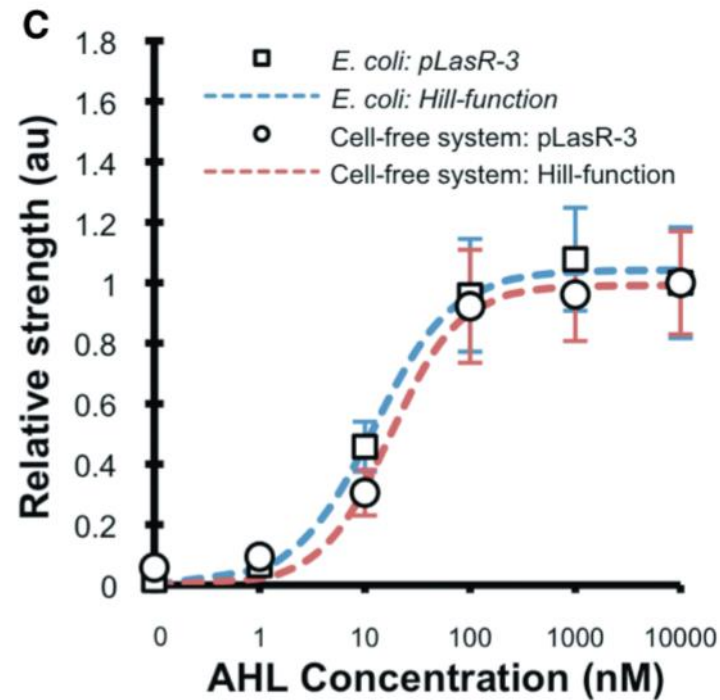 C
1.8
1.6
1.4
1.2
1
0.8
0.6
0.4
0.2
0
Relative strength (au)
E. coli: pLasR-3
E. coli: Hill-function
Cell-free system: pLasR-3
Cell-free system: Hill-function
0 1 10 100 1000 10000
AHL Concentration (nM)